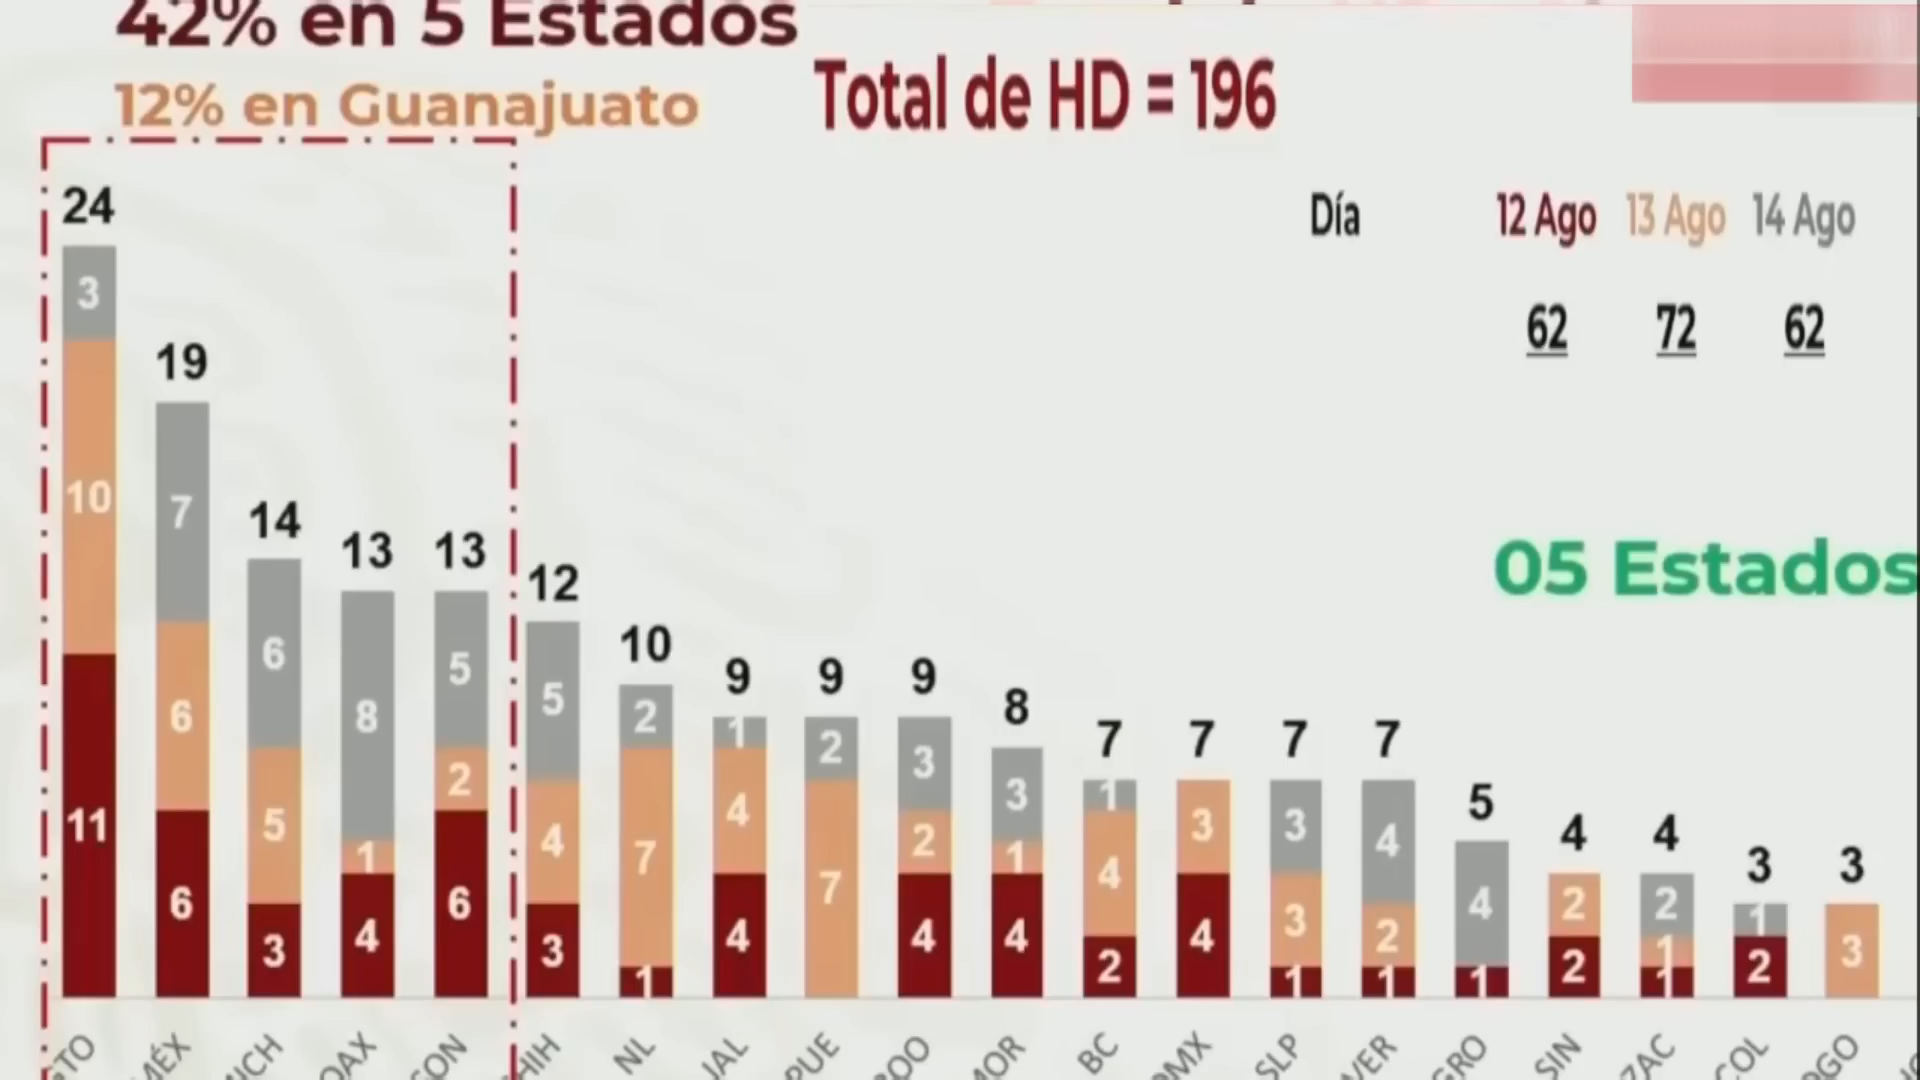 42% en 5 Estados
12% en Guanajuato
Total de HD = 196
Día 12 Ago 13 Ago 14 Ago
62 72 62
05 Estados
24 19 14 13 13 12 10 9 9 9 8 7 7 7 7 5 4 4 3 3
3 7 6 8 5 5 2 1 2 3 3 1 3 4 4 2 1
10 6 5 1 2 4 7 4 7 2 1 4 3 3 2 2 1 3
11 6 3 4 6 3 1 4 4 4 2 4 1 1 1 2 1 2
GTO MÉX NL JAL PUE BC SLP VER GRO SIN ZAC COL